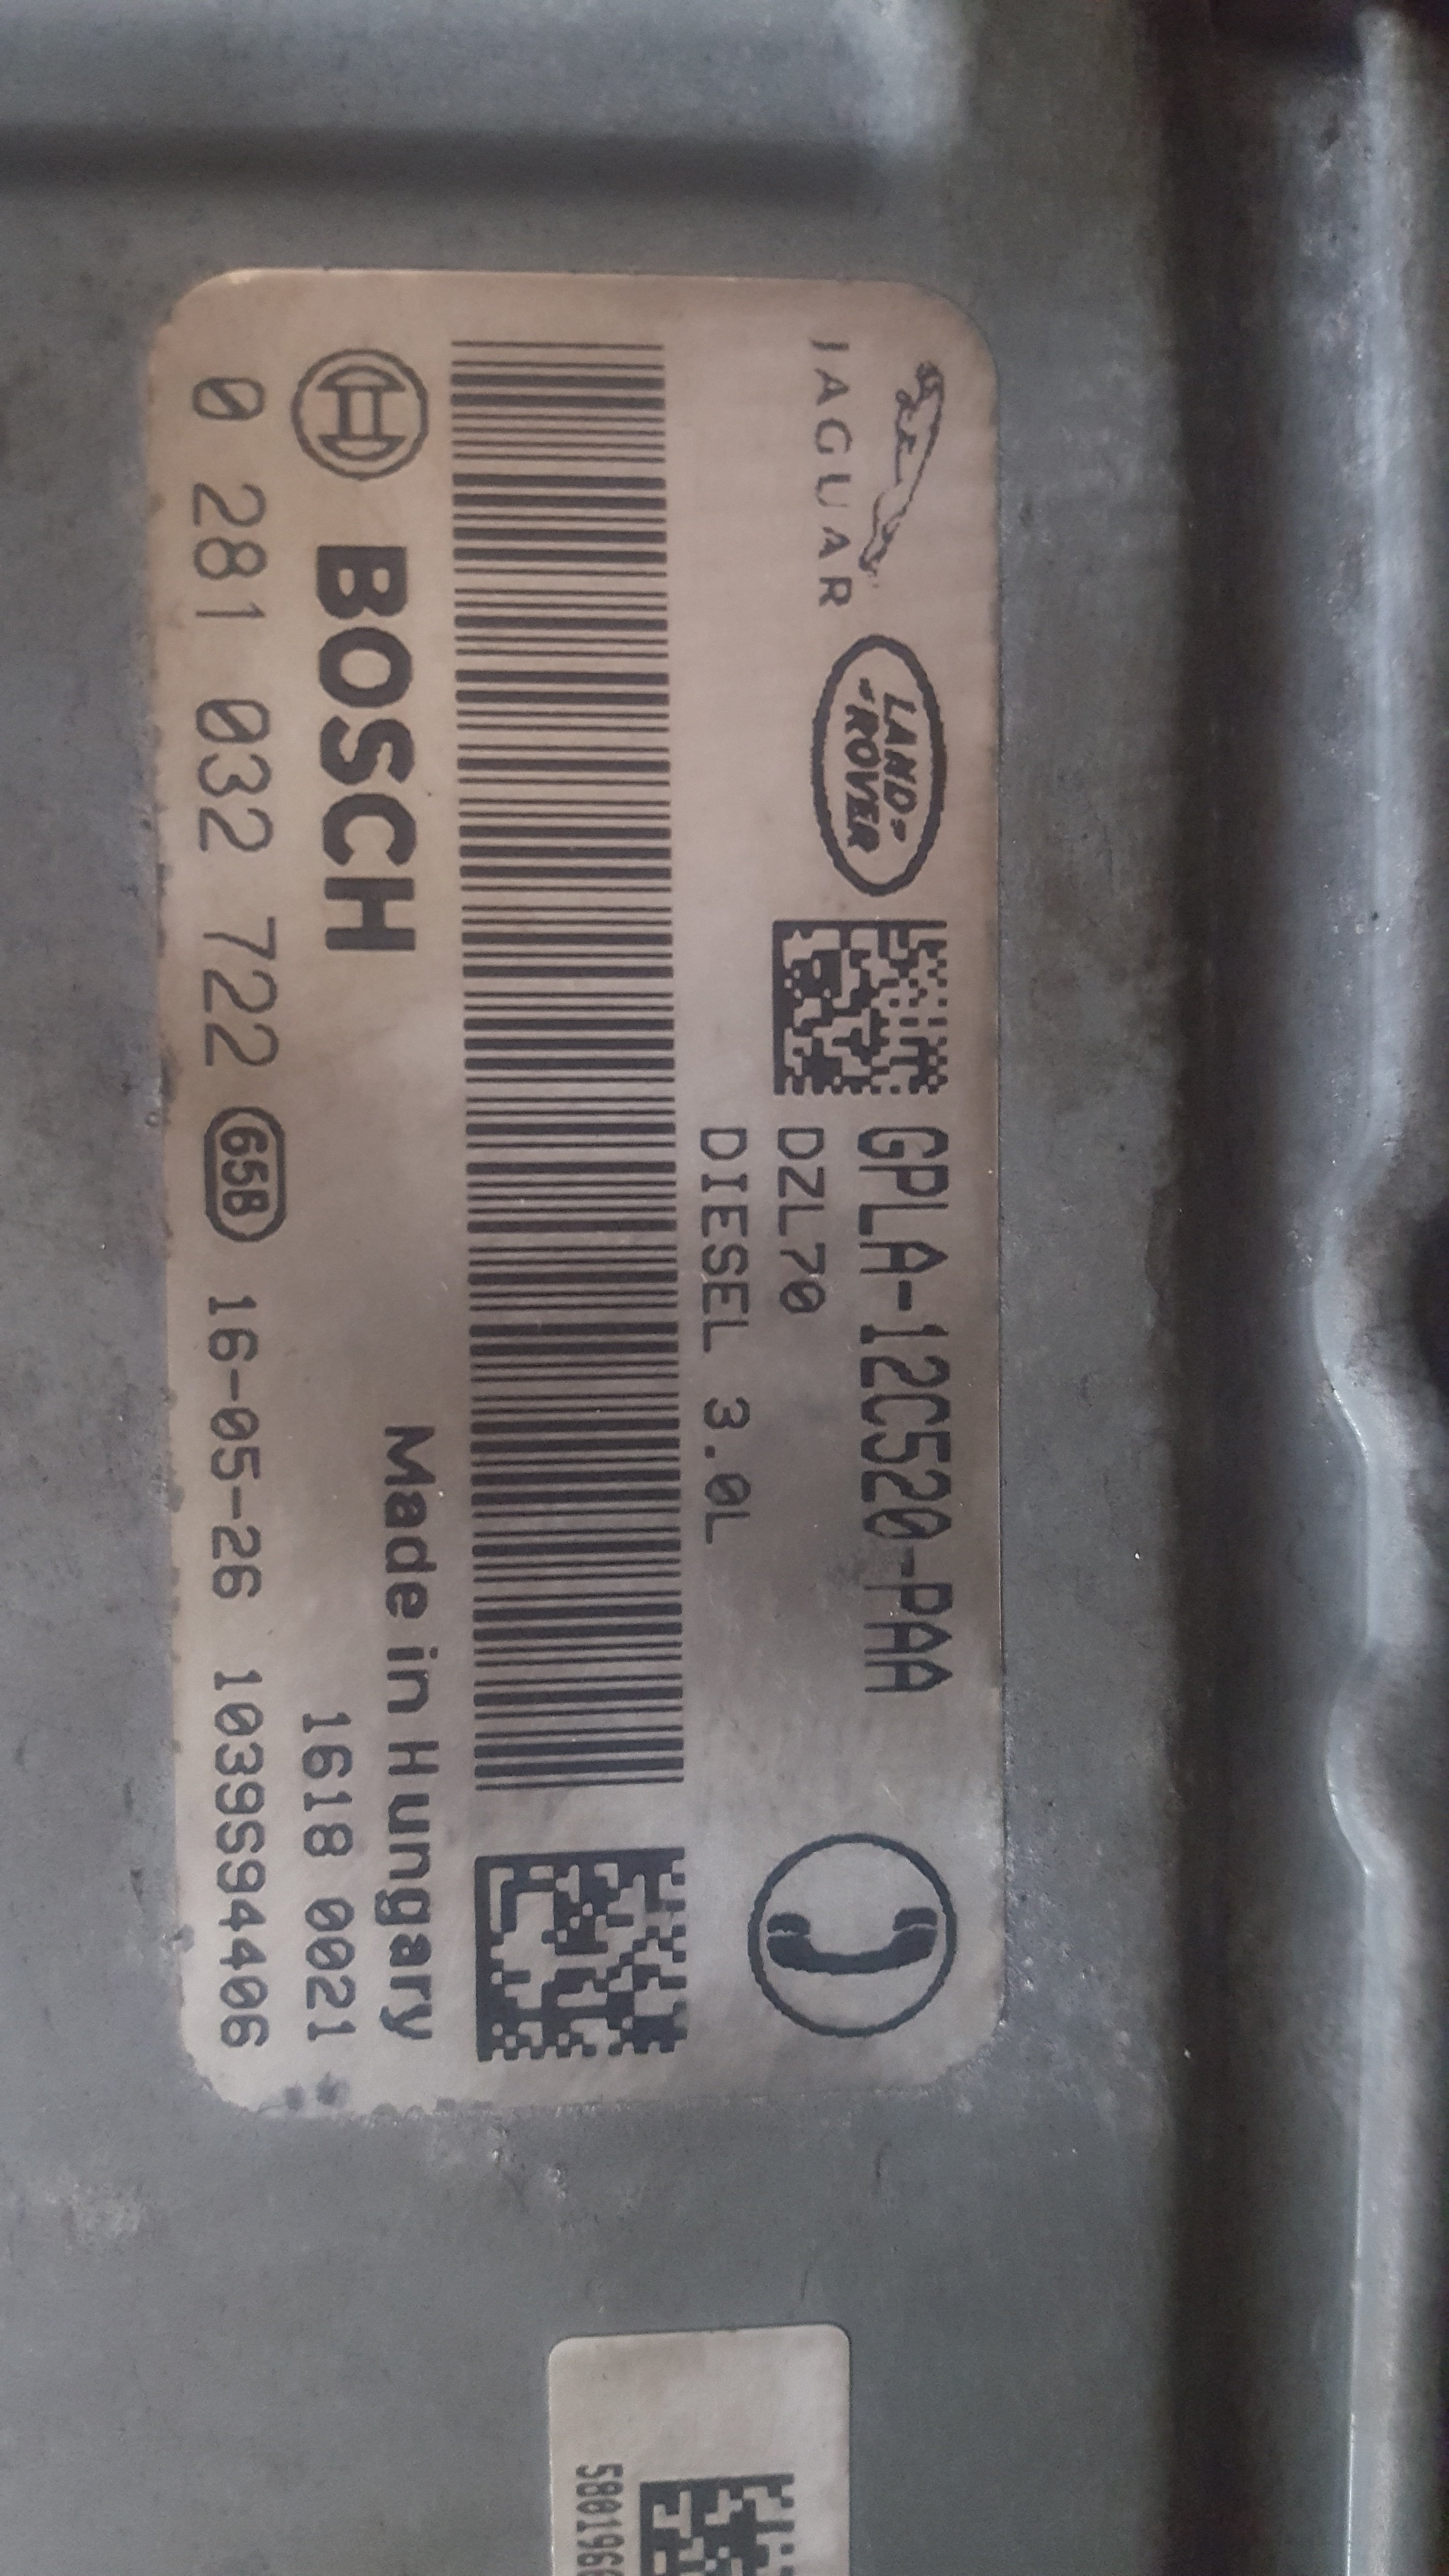 JAGUAR
LAND ROVER
GPLA-12C520-PAA
DZL70
DIESEL 3.0L
BOSCH
Made in Hungary
1618 0021
0 281 032 722 65B 16-05-26 1039S94406